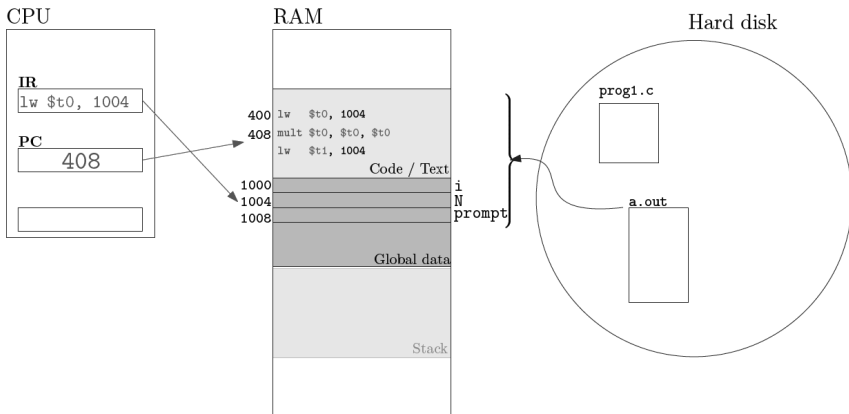 CPU
IR
lw $t0, 1004
PC
408
RAM
400 lw $t0, 1004
408 mult $t0, $t0, $t0
lw $t1, 1004
Code / Text
1000 i
1004 N
1008 prompt
Global data
Stack
Hard disk
prog1.c
a.out